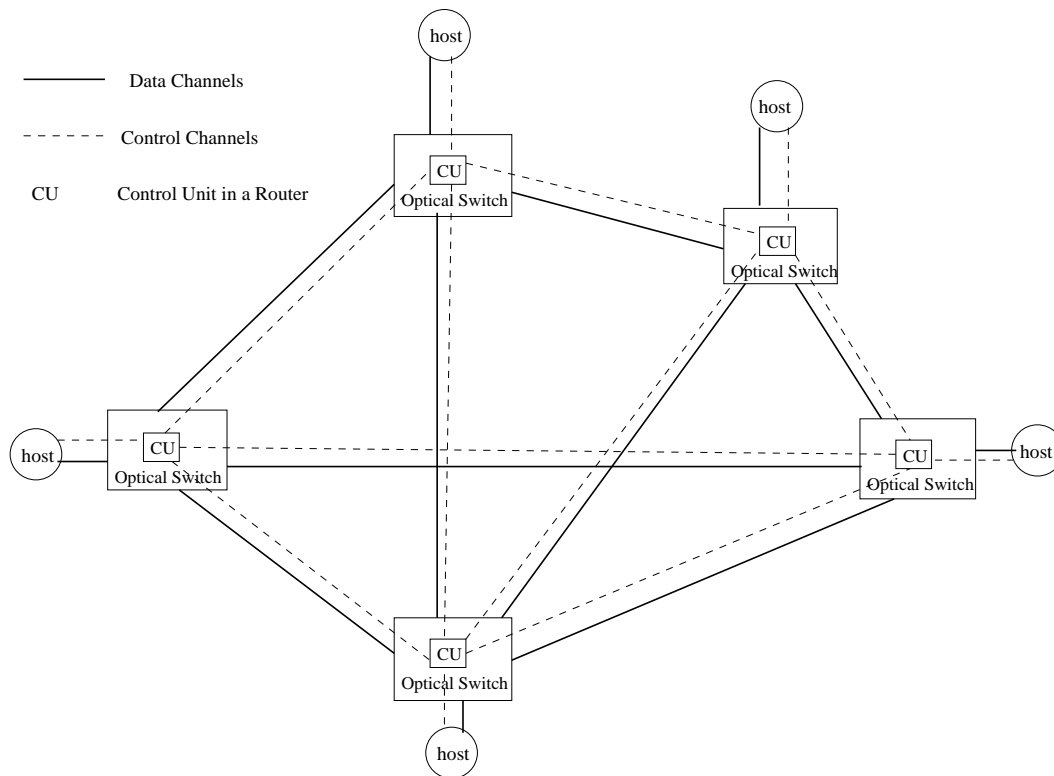 host
Data Channels
host
Control Channels
CU
CU Control Unit in a Router
Optical Switch
CU
Optical Switch
CU
CU
host
host
Optical Switch
Optical Switch
CU
Optical Switch
host